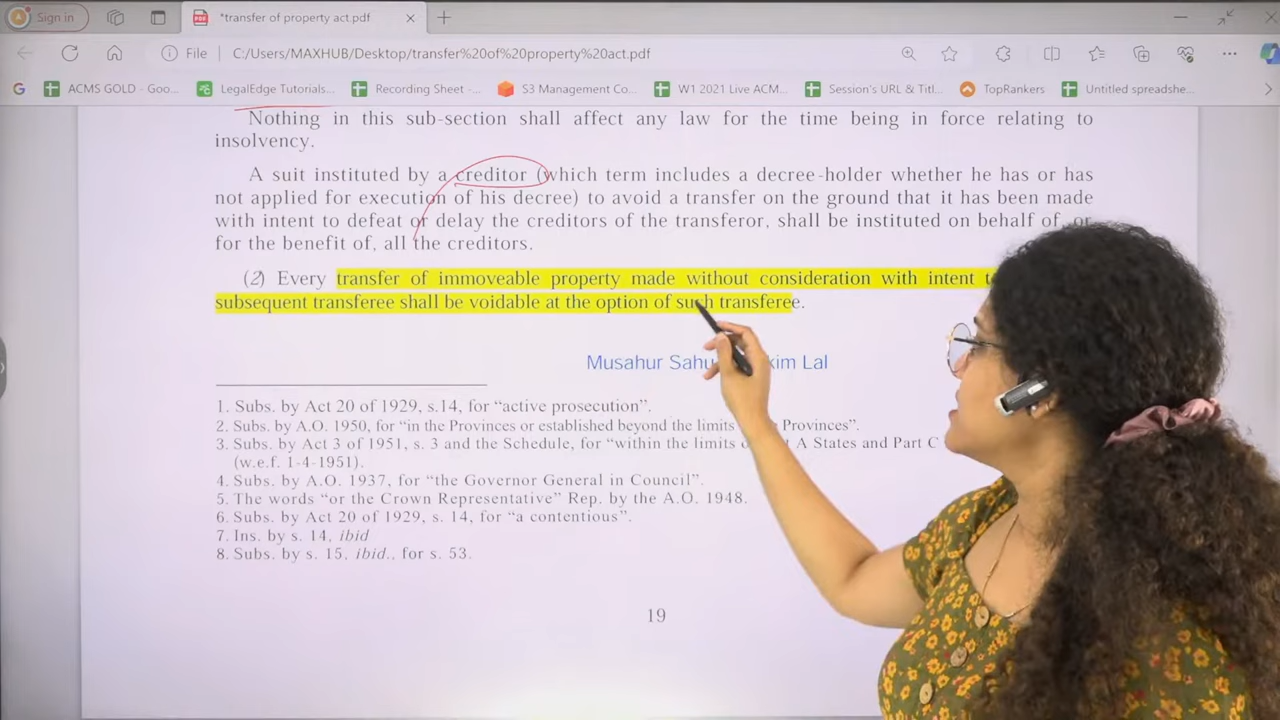 Sign in
*transfer of property act.pdf
File
C:/Users/MAXHUB/Desktop/transfer%20of%20property%20act.pdf
ACMS GOLD - Goo...
LegalEdge Tutorials...
Recording Sheet -...
S3 Management Co...
W1 2021 Live ACM...
Session's URL & Titl...
TopRankers
Untitled spreadshe...
Nothing in this sub-section shall affect any law for the time being in force relating to
insolvency.
A suit instituted by a creditor (which term includes a decree-holder whether he has or has
not applied for execution of his decree) to avoid a transfer on the ground that it has been made
with intent to defeat or delay the creditors of the transferor, shall be instituted on behalf of, or
for the benefit of, all the creditors.
(2) Every transfer of immoveable property made without consideration with intent
subsequent transferee shall be voidable at the option of such transferee.
Musahur Sahu Lal
1. Subs. by Act 20 of 1929, s.14, for “active prosecution”.
2. Subs. by A.O. 1950, for “in the Provinces or established beyond the limits Provinces”.
3. Subs. by Act 3 of 1951, s. 3 and the Schedule, for “within the limits A States and Part C
(w.e.f. 1-4-1951).
4. Subs. by A.O. 1937, for “the Governor General in Council”.
5. The words “or the Crown Representative” Rep. by the A.O. 1948.
6. Subs. by Act 20 of 1929, s. 14, for “a contentious”.
7. Ins. by s. 14, ibid
8. Subs. by s. 15, ibid., for s. 53.
19